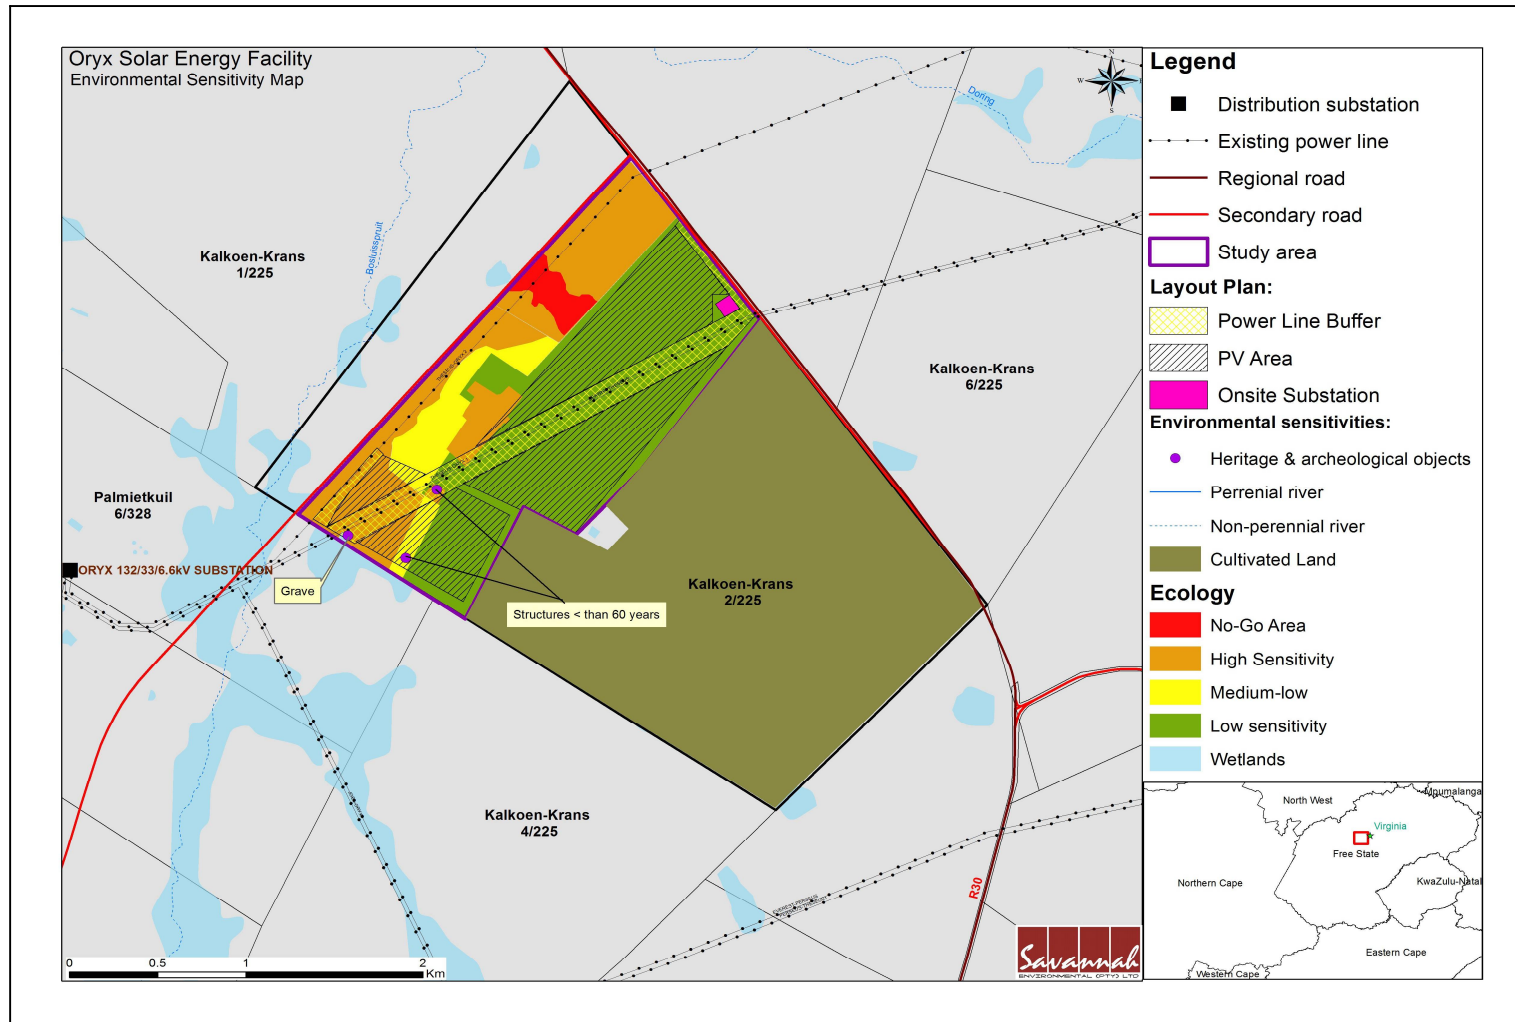 Oryx Solar Energy Facility
Environmental Sensitivity Map
N
W
S
Doring
Bosluisspruit
Kalkoen-Krans
1/225
Kalkoen-Krans
6/225
Palmietkuil
6/328
ORYX 132/33/6.6kV SUBSTATION
Grave
Structures < than 60 years
Kalkoen-Krans
2/225
Kalkoen-Krans
4/225
R30
0 0.5 1 2
Km
Savannah
ENVIRONMENTAL (PTY) LTD
Legend
Distribution substation
Existing power line
Regional road
Secondary road
Study area
Layout Plan:
Power Line Buffer
PV Area
Onsite Substation
Environmental sensitivities:
Heritage & archeological objects
Perrenial river
Non-perennial river
Cultivated Land
Ecology
No-Go Area
High Sensitivity
Medium-low
Low sensitivity
Wetlands
North West
Mpumalanga
Virginia
Free State
Northern Cape
KwaZulu-Natal
Eastern Cape
Western Cape